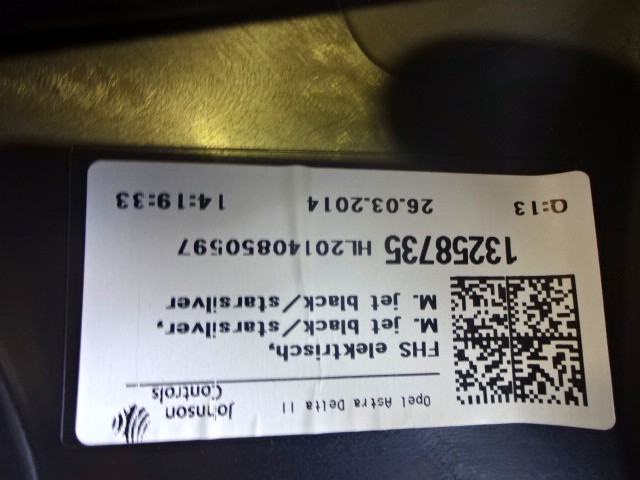 Opel Astra Delta II
Johnson
Controls
FHS elektrisch,
M. jet black/starsilver,
M. jet black/starsilver
13258735 HL20140850597
Q:13 26.03.2014 14:19:33